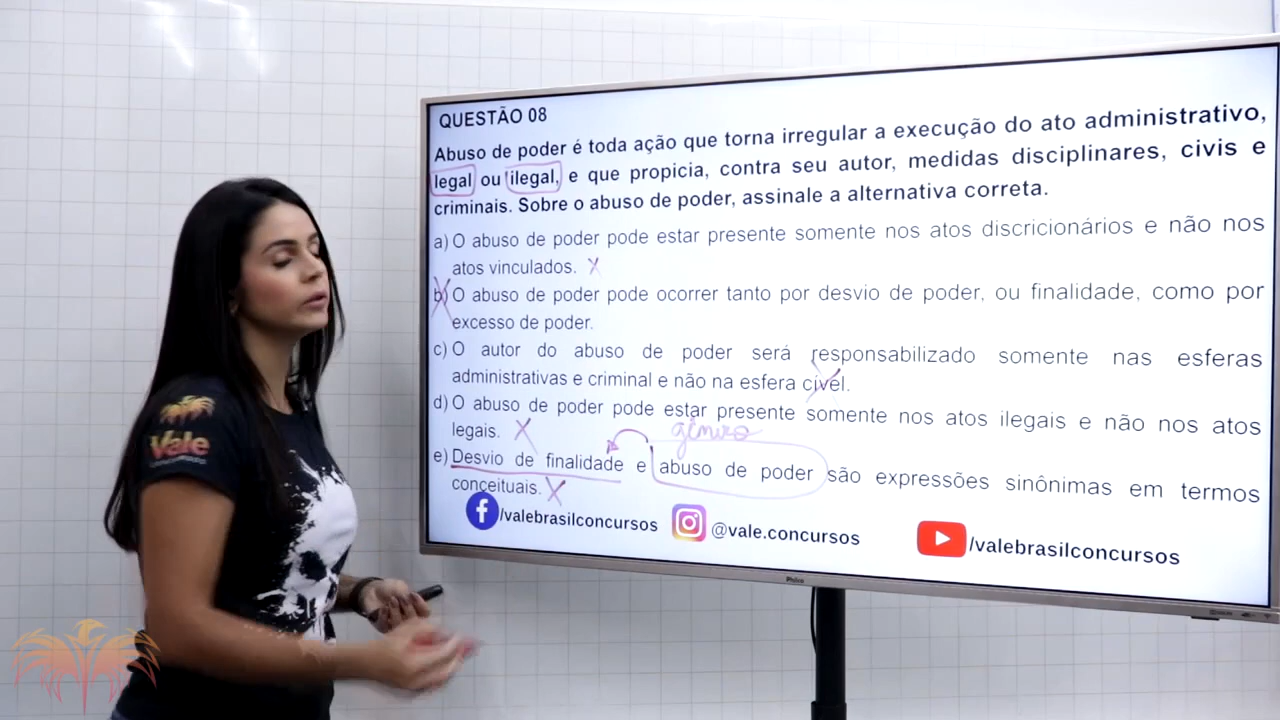 QUESTÃO 08
Abuso de poder é toda ação que torna irregular a execução do ato administrativo,
legal ou ilegal, e que propicia, contra seu autor, medidas disciplinares, civis e
criminais. Sobre o abuso de poder, assinale a alternativa correta.
a) O abuso de poder pode estar presente somente nos atos discricionários e não nos
atos vinculados. X
b) O abuso de poder pode ocorrer tanto por desvio de poder, ou finalidade, como por
excesso de poder.
c) O autor do abuso de poder será responsabilizado somente nas esferas
administrativas e criminal e não na esfera cível.
d) O abuso de poder pode estar presente somente nos atos ilegais e não nos atos
legais. X
gênero
e) Desvio de finalidade e abuso de poder são expressões sinônimas em termos
conceituais. X
/valebrasilconcursos
@vale.concursos
/valebrasilconcursos
Philco
Vale